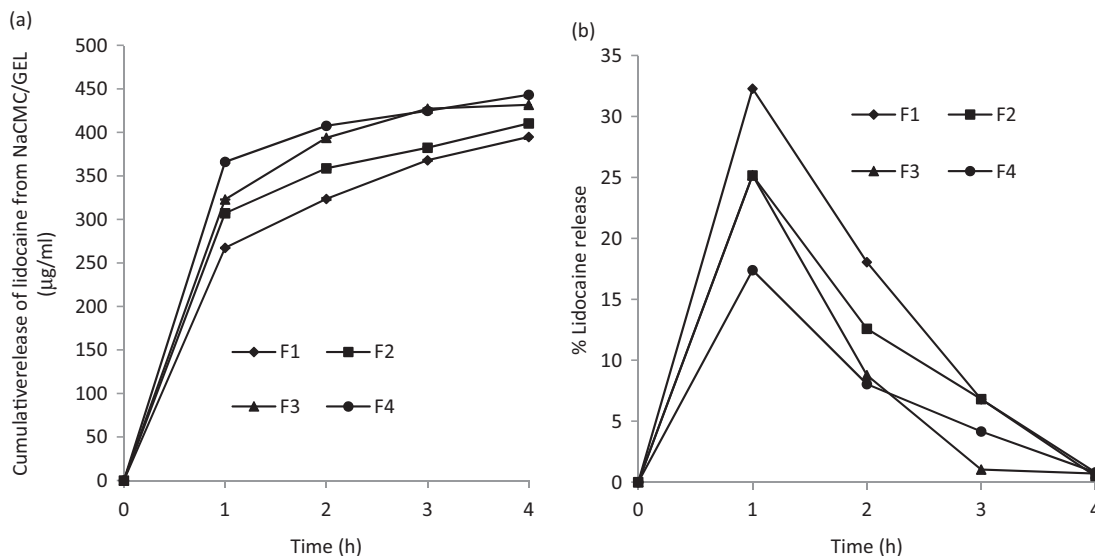 (a)
Cumulativerelease of lidocaine from NaCMC/GEL
(µg/ml)
500
450
400
350
300
250
200
150
100
50
0
F1
F2
F3
F4
0
1
2
3
4
Time (h)
(b)
% Lidocaine release
35
30
25
20
15
10
5
0
F1
F2
F3
F4
0
1
2
3
4
Time (h)